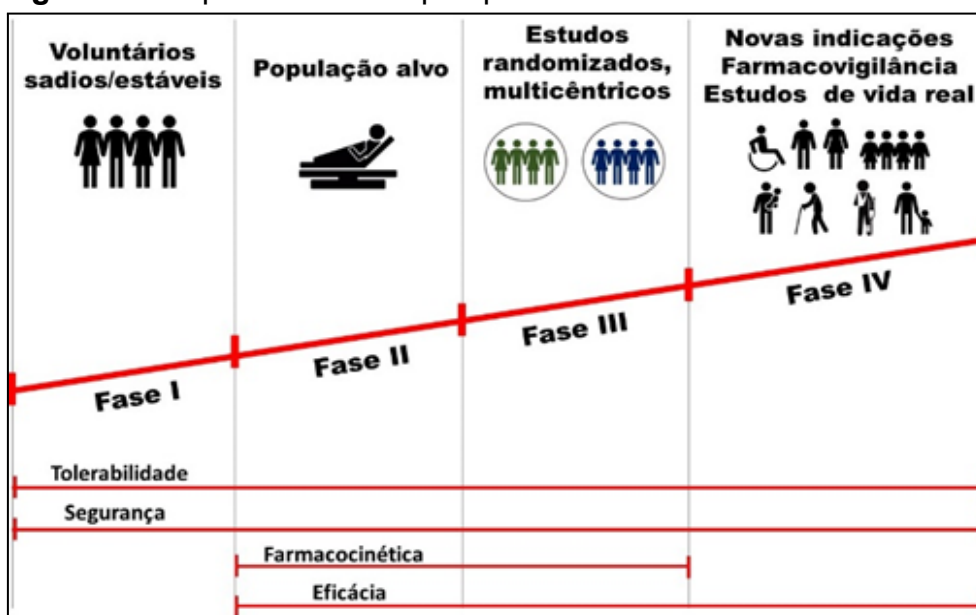 Voluntários
sadios/estáveis
População alvo
Estudos
randomizados,
multicêntricos
Novas indicações
Farmacovigilância
Estudos de vida real
Fase I
Fase II
Fase III
Fase IV
Tolerabilidade
Segurança
Farmacocinética
Eficácia